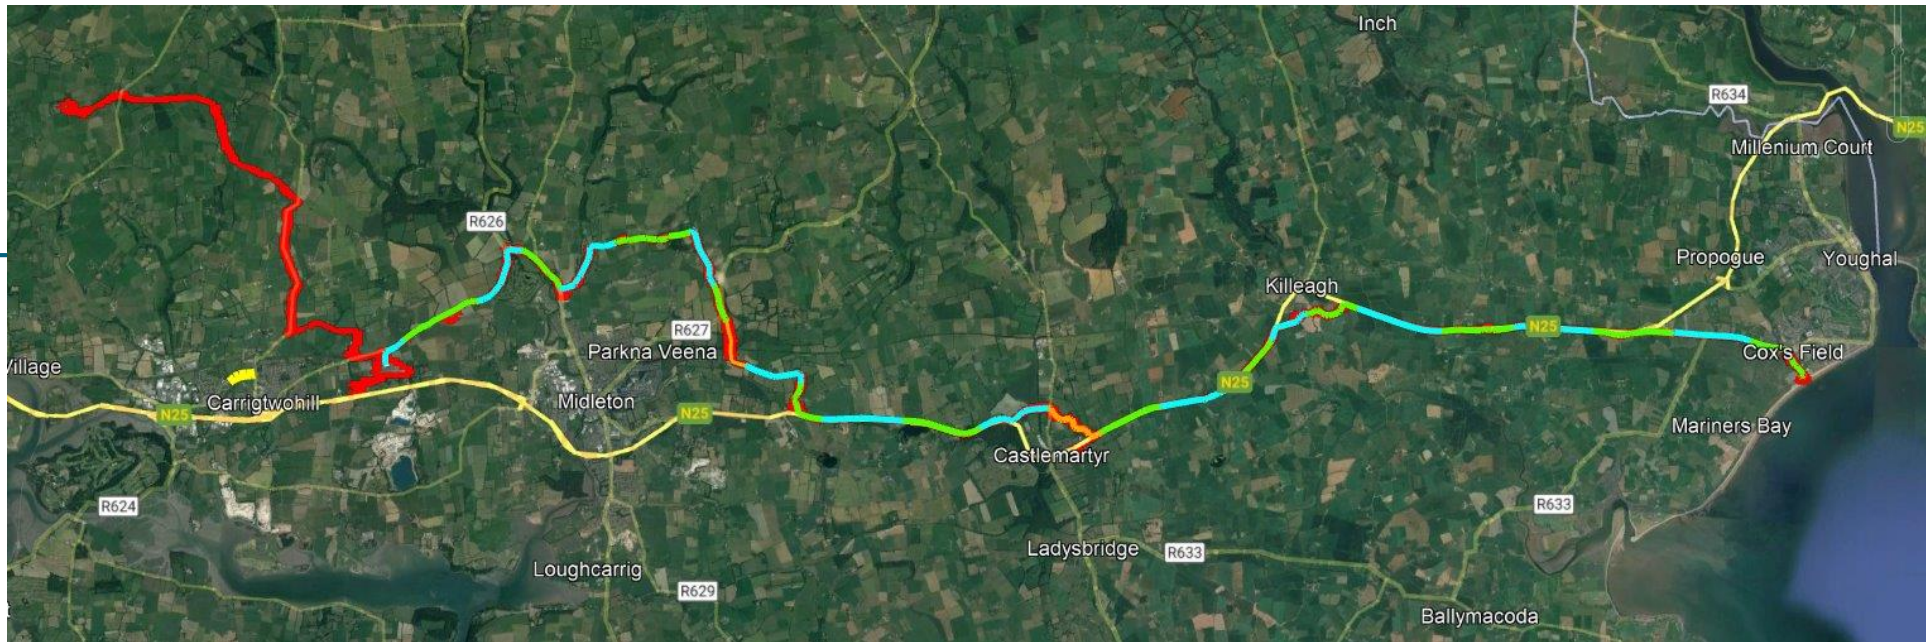 Inch
R634
N25
Millenium Court
R626
Propogue
Youghal
Killeagh
R627
N25
Parkna Veena
Cox's Field
Village
N25
Carrigtwohill
N25
Midleton
N25
Mariners Bay
Castlemartyr
R624
R633
Ladysbridge
R633
Loughcarrig
R629
Ballymacoda